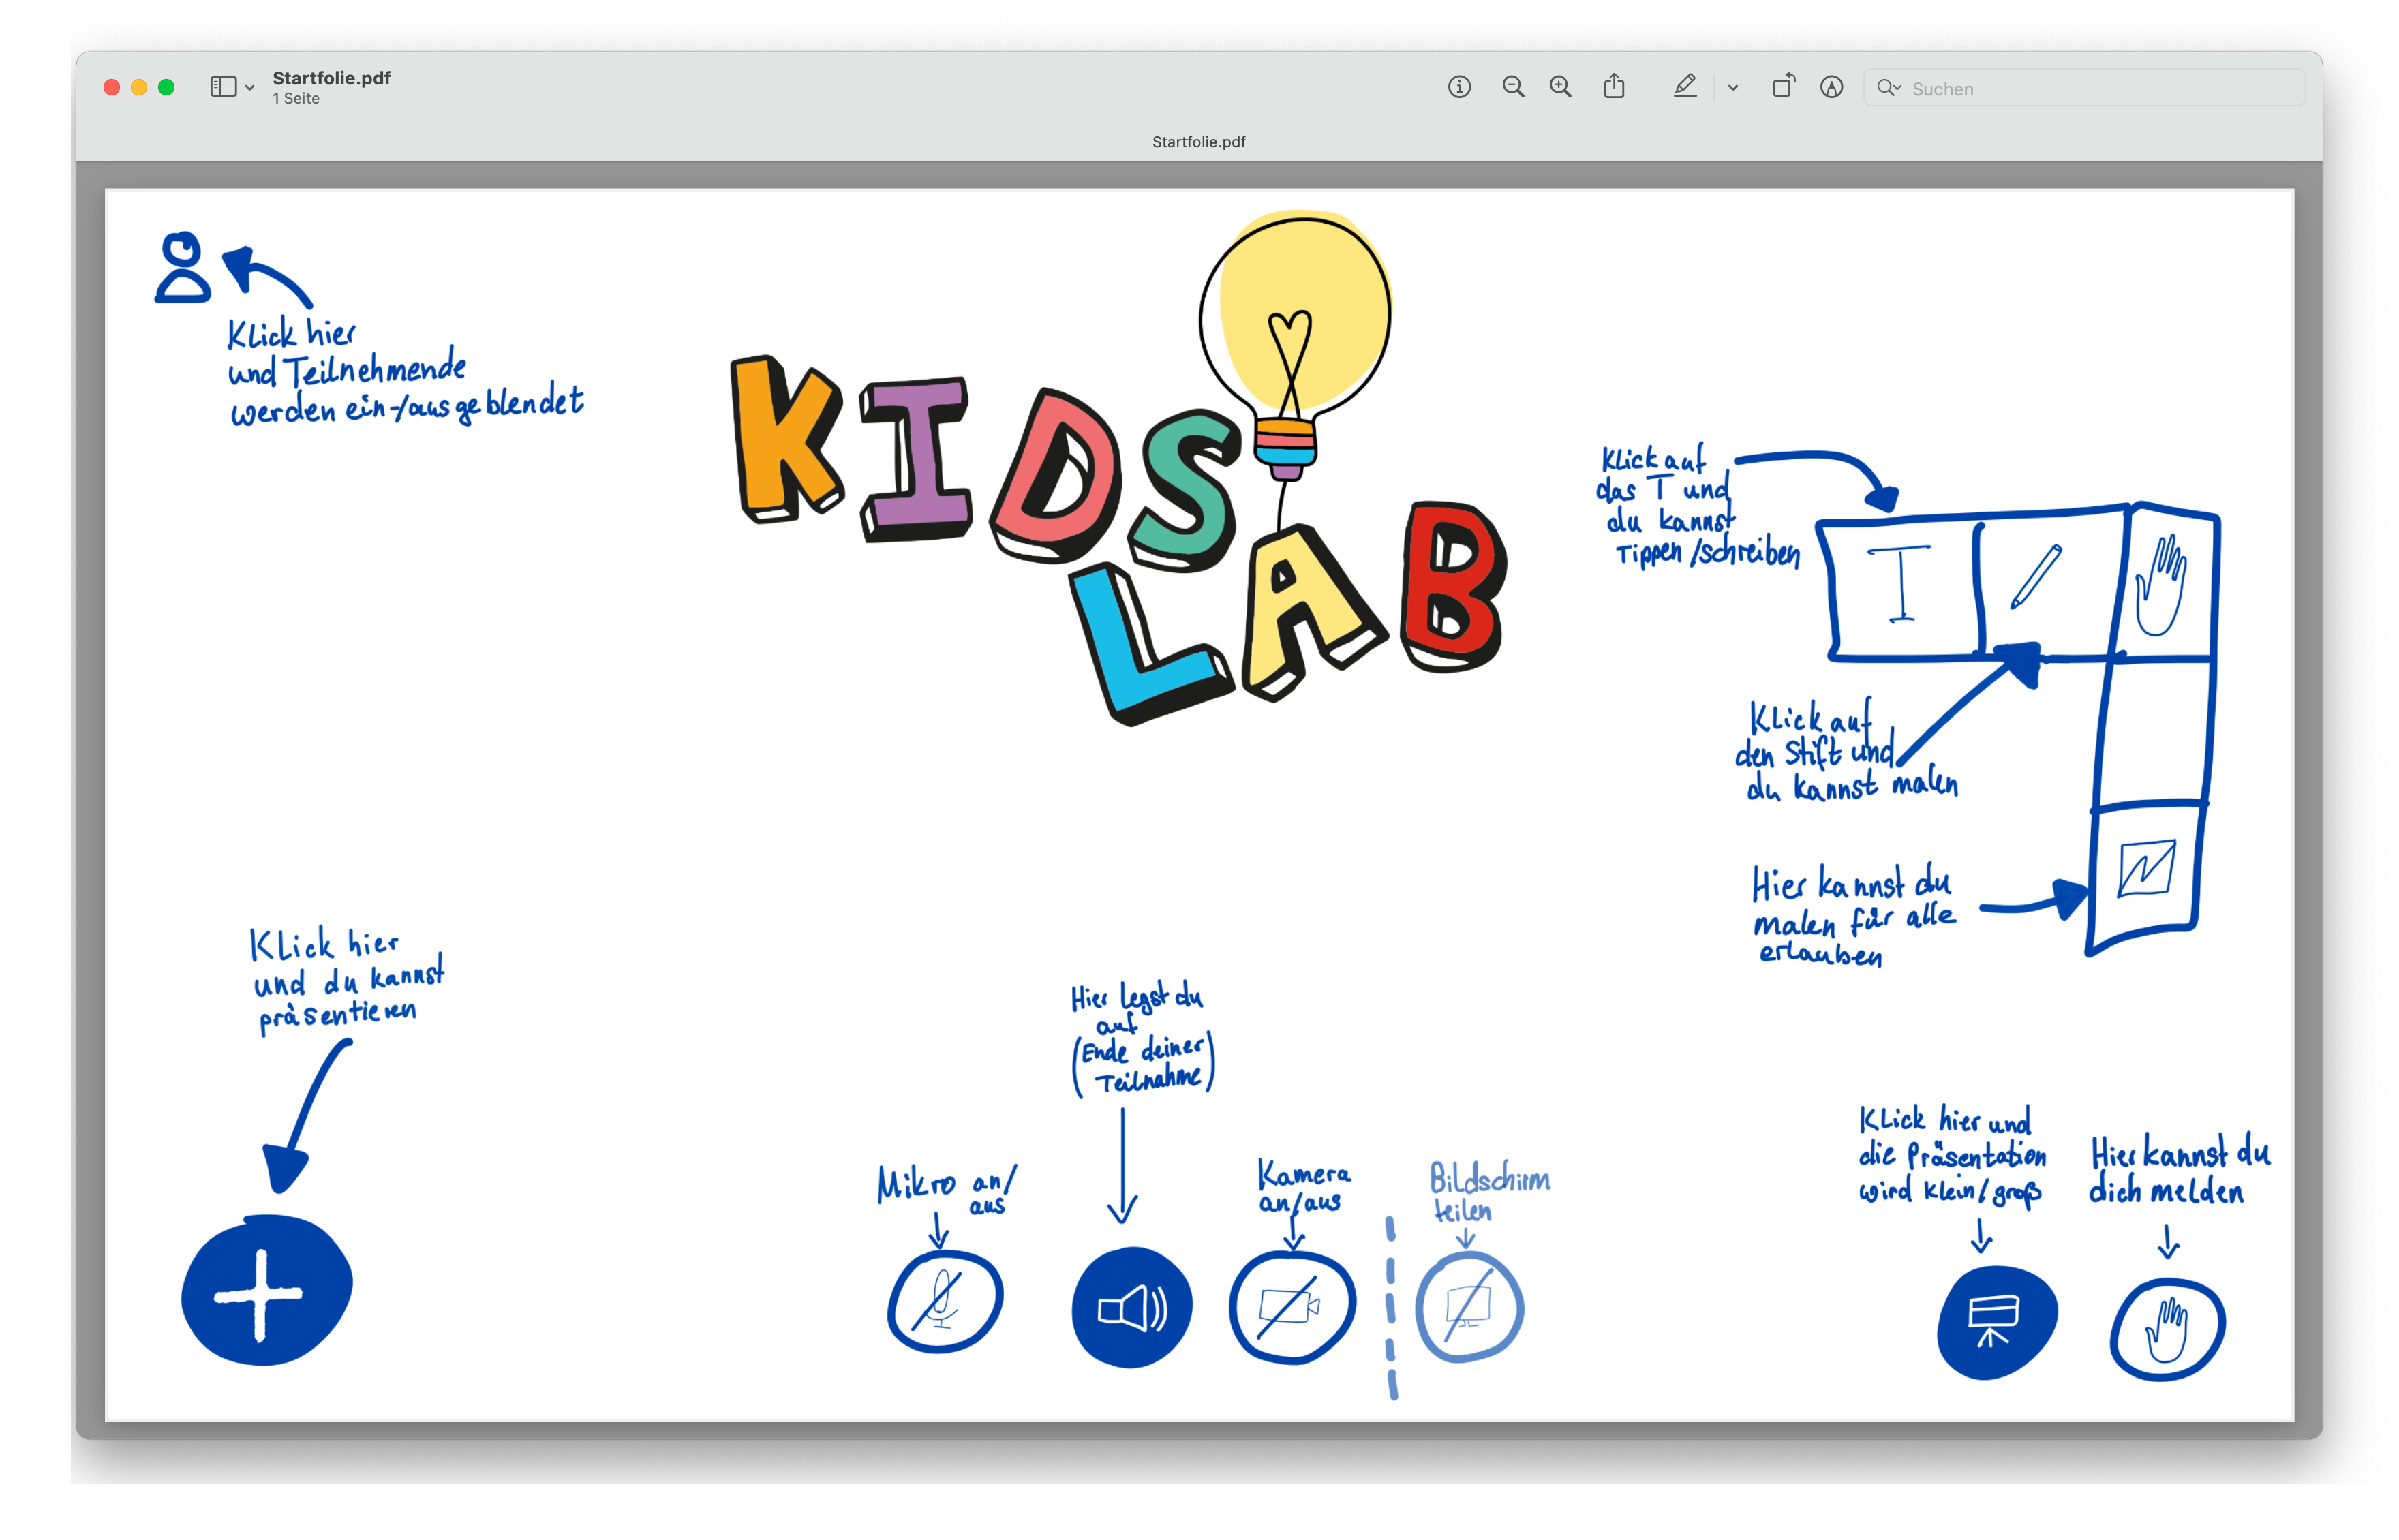 Startfolie.pdf
1 Seite
Suchen
Startfolie.pdf
Klick hier
und Teilnehmende
werden ein-/ausgeblendet
KIDS
LAB
Klick auf
das T und
du kannst
Tippen/schreiben
T
Klick auf
den Stift und
du kannst malen
Hier kannst du
malen für alle
erlauben
Klick hier
und du kannst
präsentieren
Hier legst du
auf
(Ende deiner
Teilnahme)
Mikro an/
aus
Kamera
an/aus
Bildschirm
teilen
Klick hier und
die Präsentation
wird klein/groß
Hier kannst du
dich melden